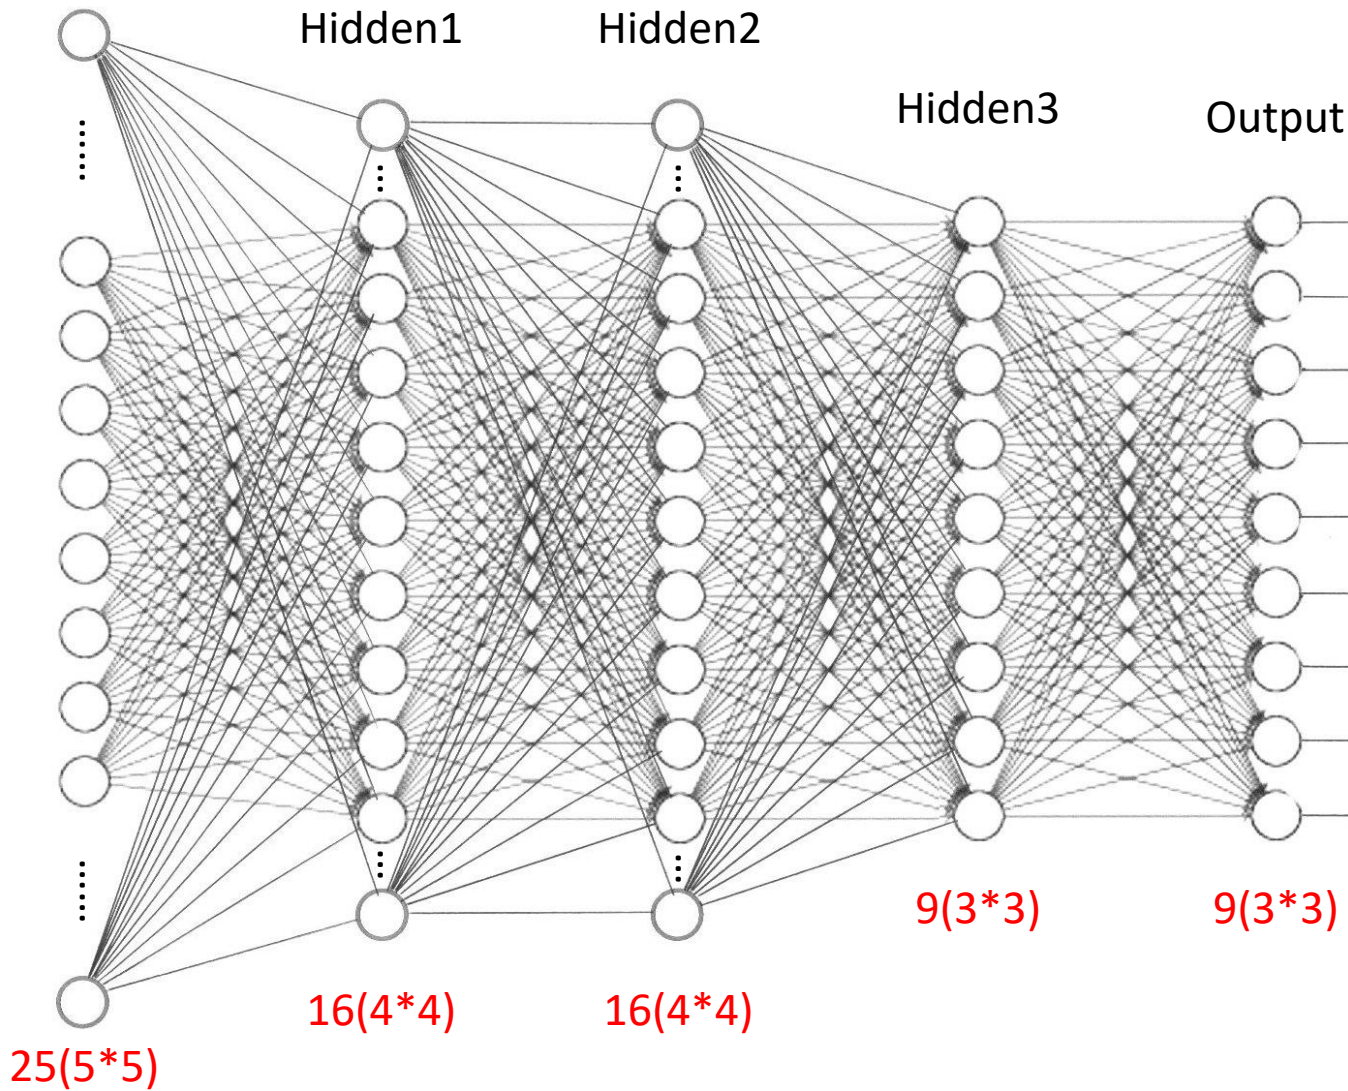 Hidden1
Hidden2
Hidden3
Output
9(3*3)
9(3*3)
16(4*4)
16(4*4)
25(5*5)